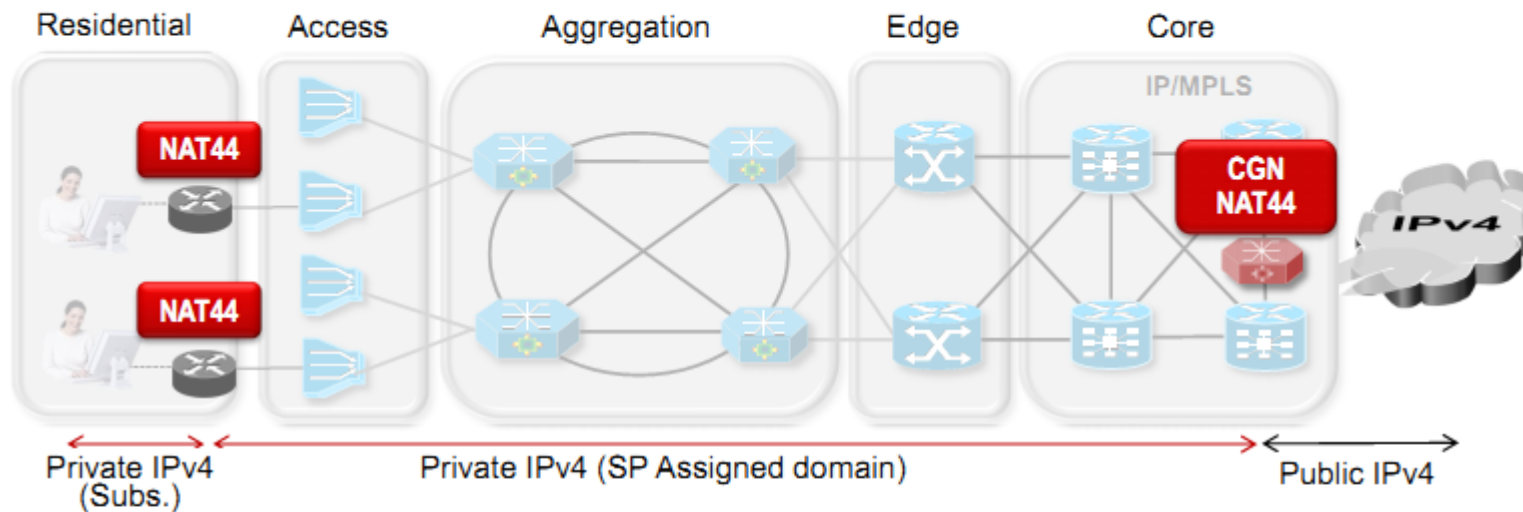 Residential
Access
Aggregation
Edge
Core
IP/MPLS
NAT44
CGN
NAT44
IPv4
NAT44
Private IPv4
(Subs.)
Private IPv4 (SP Assigned domain)
Public IPv4